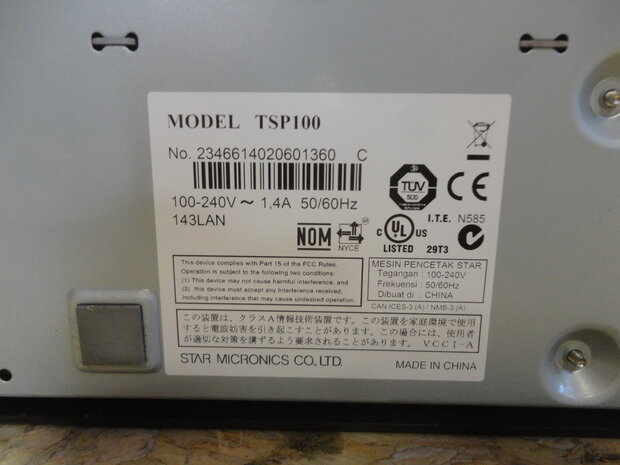 MODEL TSP100
No. 2346614020601360 C
100-240V ～ 1,4A 50/60Hz
143LAN
TÜV
SÜD
CE
I.T.E. N585
C UL US
LISTED 29T3
NOM
NYCE
This device complies with Part 15 of the FCC Rules.
Operation is subject to the following two conditions:
(1) This device may not cause harmful interference, and
(2) this device must accept any interference received,
including interference that may cause undesired operation.
MESIN PENCETAK STAR
Tegangan : 100-240V
Frekuensi : 50/60Hz
Dibuat di : CHINA
CAN ICES-3 (A) / NMB-3 (A)
この装置は、クラスA情報技術装置です。この装置を家庭環境で使用
すると電波妨害を引き起こすことがあります。この場合には、使用者
が適切な対策を講ずるよう要求されることがあります。 VCCI-A
STAR MICRONICS CO., LTD.
MADE IN CHINA